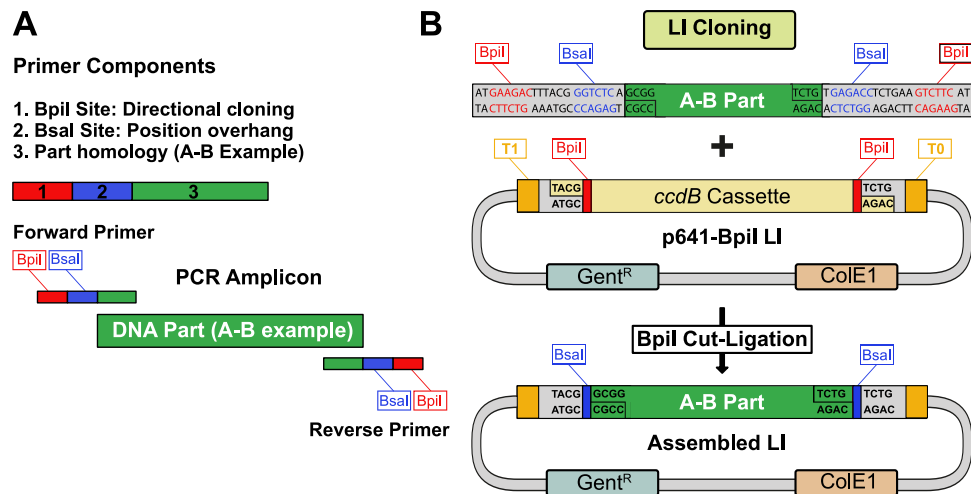 A
Primer Components
1. BpiI Site: Directional cloning
2. BsaI Site: Position overhang
3. Part homology (A-B Example)
1 2 3
Forward Primer
BpiI BsaI
PCR Amplicon
DNA Part (A-B example)
BsaI BpiI
Reverse Primer
B
LI Cloning
BpiI BsaI BsaI BpiI
ATGAAGACTTTACGGGTCTCAGCGG A-B Part TCTGTGAGACCTCTGAAGTCTTCAT
TACTTCTGAAATGCCCAGAGTCGCC AGACACTCTGGAGACTTCAGAAGTA
+
T1 BpiI BpiI T0
TACG ccdB Cassette TCTG
ATGC AGAC
p641-BpiI LI
GentR ColE1
BpiI Cut-Ligation
BsaI BsaI
TACG GCGG A-B Part TCTG TCTG
ATGC CGCC AGAC AGAC
Assembled LI
GentR ColE1